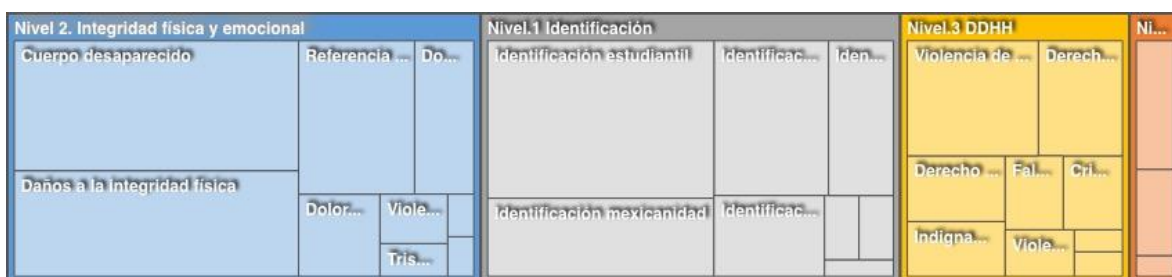 Nivel 2. Integridad física y emocional
Cuerpo desaparecido
Referencia ...
Do...
Daños a la integridad física
Dolor...
Viole...
Tris...
Nivel.1 Identificación
Identificación estudiantil
Identificac...
Iden...
Identificación mexicanidad
Identificac...
Nivel.3 DDHH
Violencia de ...
Derech...
Derecho ...
Fal...
Cri...
Indigna...
Viole...
Ni...